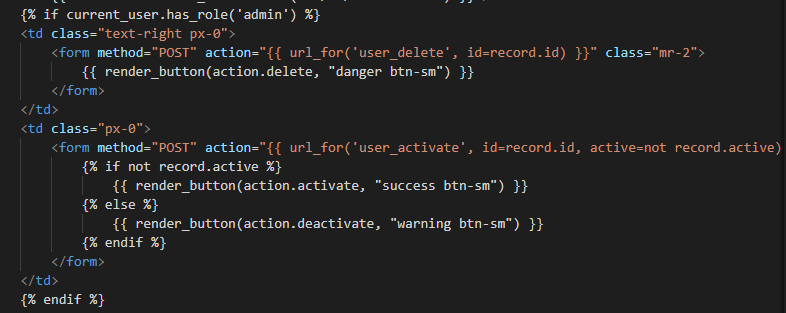 {% if current_user.has_role('admin') %}
<td class="text-right px-0">
<form method="POST" action="{{ url_for('user_delete', id=record.id) }}" class="mr-2">
{{ render_button(action.delete, "danger btn-sm") }}
</form>
</td>
<td class="px-0">
<form method="POST" action="{{ url_for('user_activate', id=record.id, active=not record.active)
{% if not record.active %}
{{ render_button(action.activate, "success btn-sm") }}
{% else %}
{{ render_button(action.deactivate, "warning btn-sm") }}
{% endif %}
</form>
</td>
{% endif %}